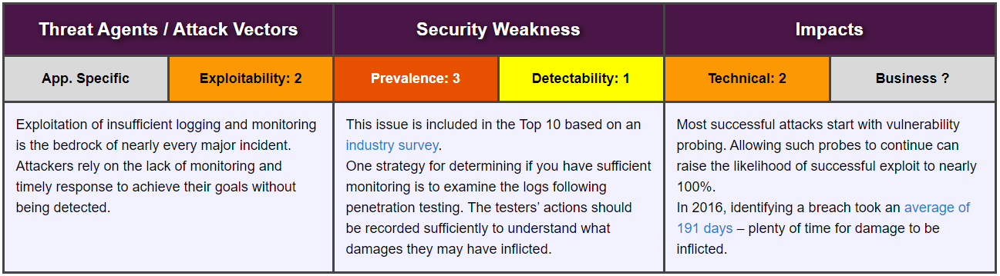 Threat Agents / Attack Vectors
Security Weakness
Impacts
App. Specific
Exploitability: 2
Prevalence: 3
Detectability: 1
Technical: 2
Business ?
Exploitation of insufficient logging and monitoring
is the bedrock of nearly every major incident.
Attackers rely on the lack of monitoring and
timely response to achieve their goals without
being detected.
This issue is included in the Top 10 based on an
industry survey.
One strategy for determining if you have sufficient
monitoring is to examine the logs following
penetration testing. The testers’ actions should
be recorded sufficiently to understand what
damages they may have inflicted.
Most successful attacks start with vulnerability
probing. Allowing such probes to continue can
raise the likelihood of successful exploit to nearly
100%.
In 2016, identifying a breach took an average of
191 days – plenty of time for damage to be
inflicted.